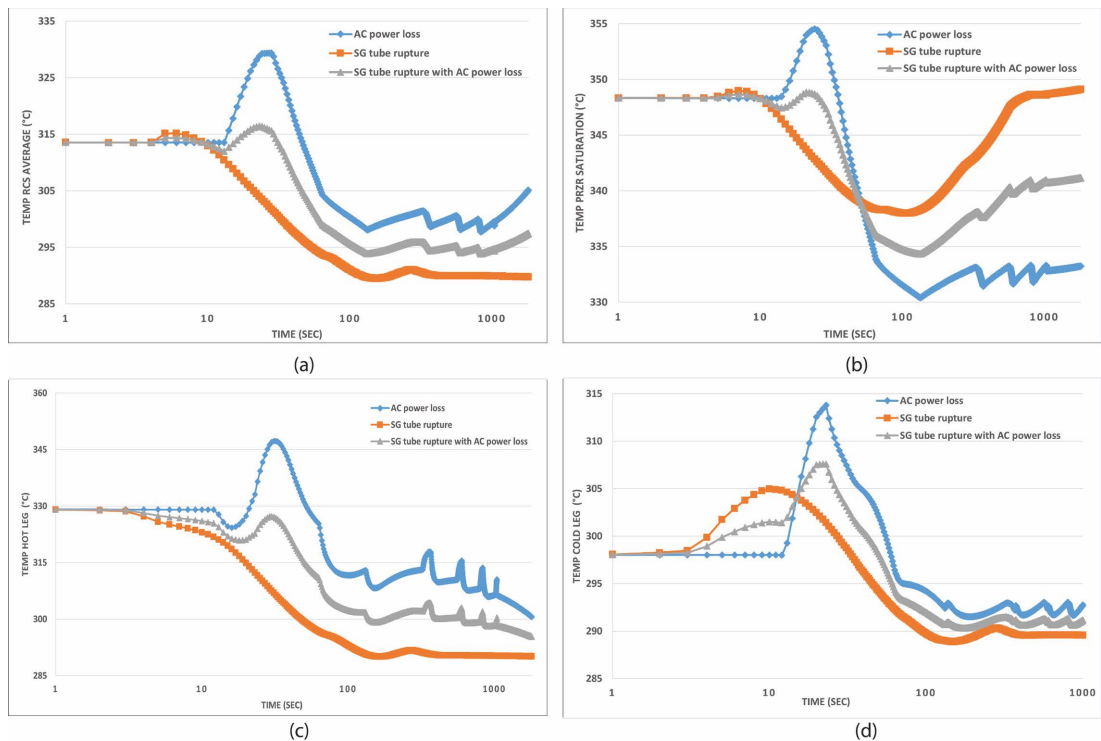 335
325
315
305
295
285
TEMP RCS AVERAGE (°C)
AC power loss
SG tube rupture
SG tube rupture with AC power loss
1 10 100 1000
TIME (SEC)
(a)
355
350
345
340
335
330
TEMP PRZR SATURATION (°C)
AC power loss
SG tube rupture
SG tube rupture with AC power loss
1 10 100 1000
TIME (SEC)
(b)
360
345
330
315
300
285
TEMP HOT LEG (°C)
AC power loss
SG tube rupture
SG tube rupture with AC power loss
1 10 100 1000
TIME (SEC)
(c)
315
310
305
300
295
290
285
TEMP COLD LEG (°C)
AC power loss
SG tube rupture
SG tube rupture with AC power loss
1 10 100 1000
TIME (SEC)
(d)